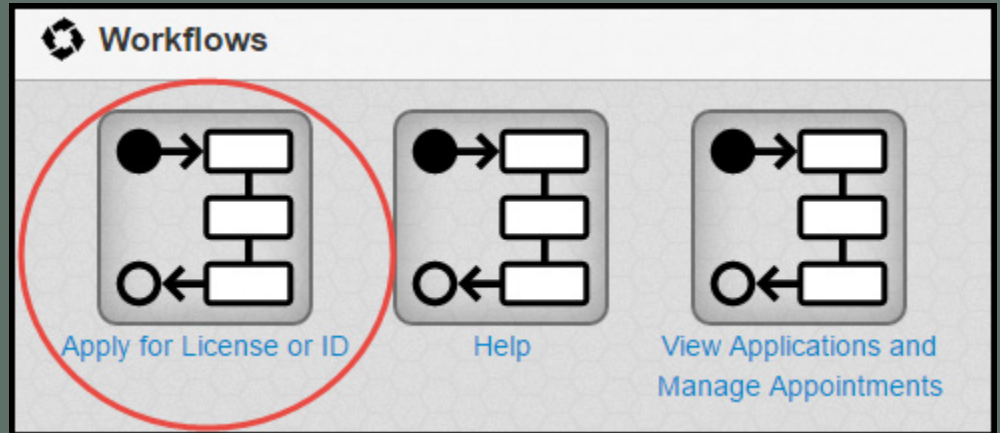 Workflows
Apply for License or ID
Help
View Applications and
Manage Appointments